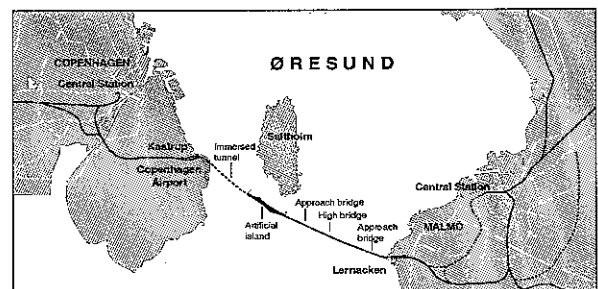 COPENHAGEN
Central Station
ØRESUND
Saltholm
Kastrup
Immersed
tunnel
Copenhagen
Airport
Artificial
island
Approach bridge
High bridge
Approach
bridge
Lernacken
Central Station
MALMÖ